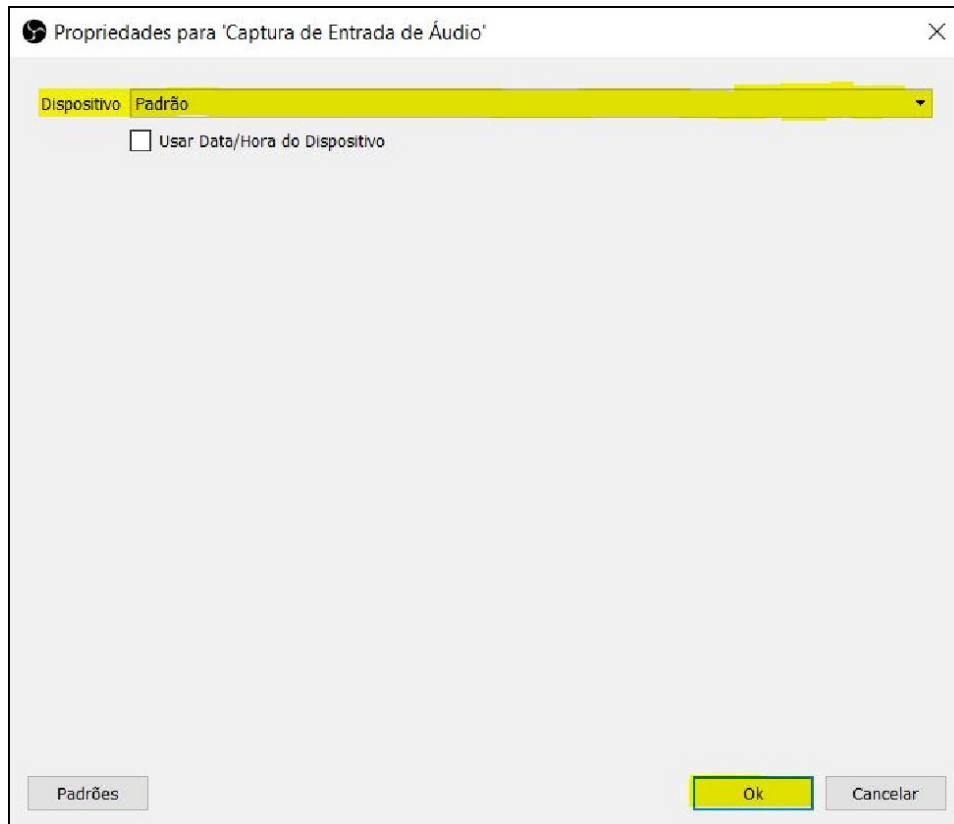 Propriedades para 'Captura de Entrada de Áudio'
Dispositivo Padrão
Usar Data/Hora do Dispositivo
Padrões Ok Cancelar